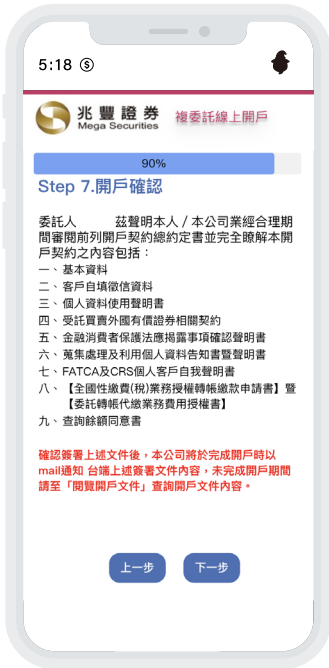 5:18
兆豐證券
Mega Securities
複委託線上開戶
90%
Step 7.開戶確認
委託人 茲聲明本人 / 本公司業經合理期
間審閱前列開戶契約總約定書並完全瞭解本開
戶契約之內容包括：
一、基本資料
二、客戶自填徵信資料
三、個人資料使用聲明書
四、受託買賣外國有價證券相關契約
五、金融消費者保護法應揭露事項確認聲明書
六、蒐集處理及利用個人資料告知書暨聲明書
七、FATCA及CRS個人客戶自我聲明書
八、【全國性繳費(稅)業務授權轉帳繳款申請書】暨
【委託轉帳代繳業務費用授權書】
九、查詢餘額同意書
確認簽署上述文件後，本公司將於完成開戶時以
mail通知 台端上述簽署文件內容，未完成開戶期間
請至「閱覽開戶文件」查詢開戶文件內容。
上一步 下一步